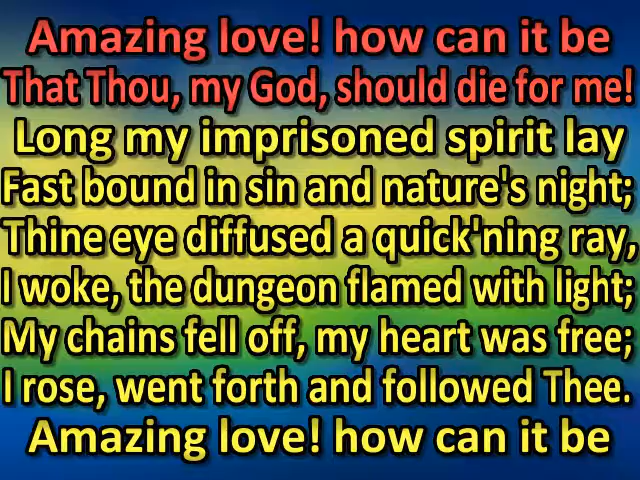 Amazing love! how can it be
That Thou, my God, should die for me!
Long my imprisoned spirit lay
Fast bound in sin and nature's night;
Thine eye diffused a quick'ning ray,
I woke, the dungeon flamed with light;
My chains fell off, my heart was free;
I rose, went forth and followed Thee.
Amazing love! how can it be